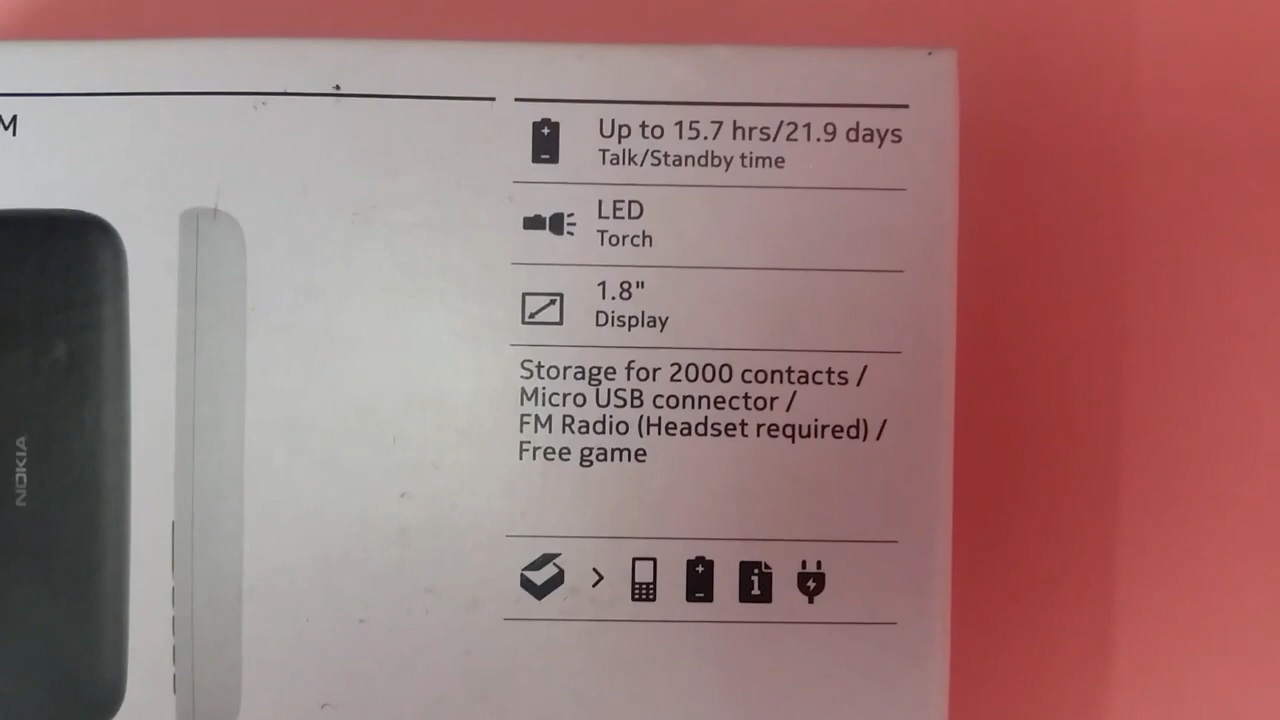 M
Up to 15.7 hrs/21.9 days
Talk/Standby time
LED
Torch
1.8"
Display
Storage for 2000 contacts /
Micro USB connector /
FM Radio (Headset required) /
Free game
NOKIA